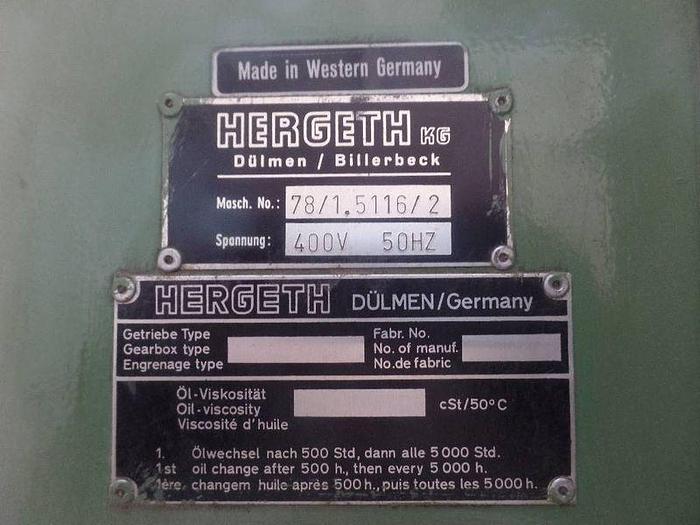 Made in Western Germany
HERGETH KG
Dülmen / Billerbeck
Masch. No.: 78/1.5116/2
Spannung: 400V 50HZ
HERGETH DÜLMEN/Germany
Getriebe Type Fabr. No.
Gearbox type No. of manuf.
Engrenage type No.de fabric
Öl-Viskosität
Oil-viscosity cSt/50°C
Viscosité d'huile
1. Ölwechsel nach 500 Std, dann alle 5000 Std.
1st oil change after 500 h., then every 5000 h.
1ère. changem huile après 500h., puis toutes les 5000h.